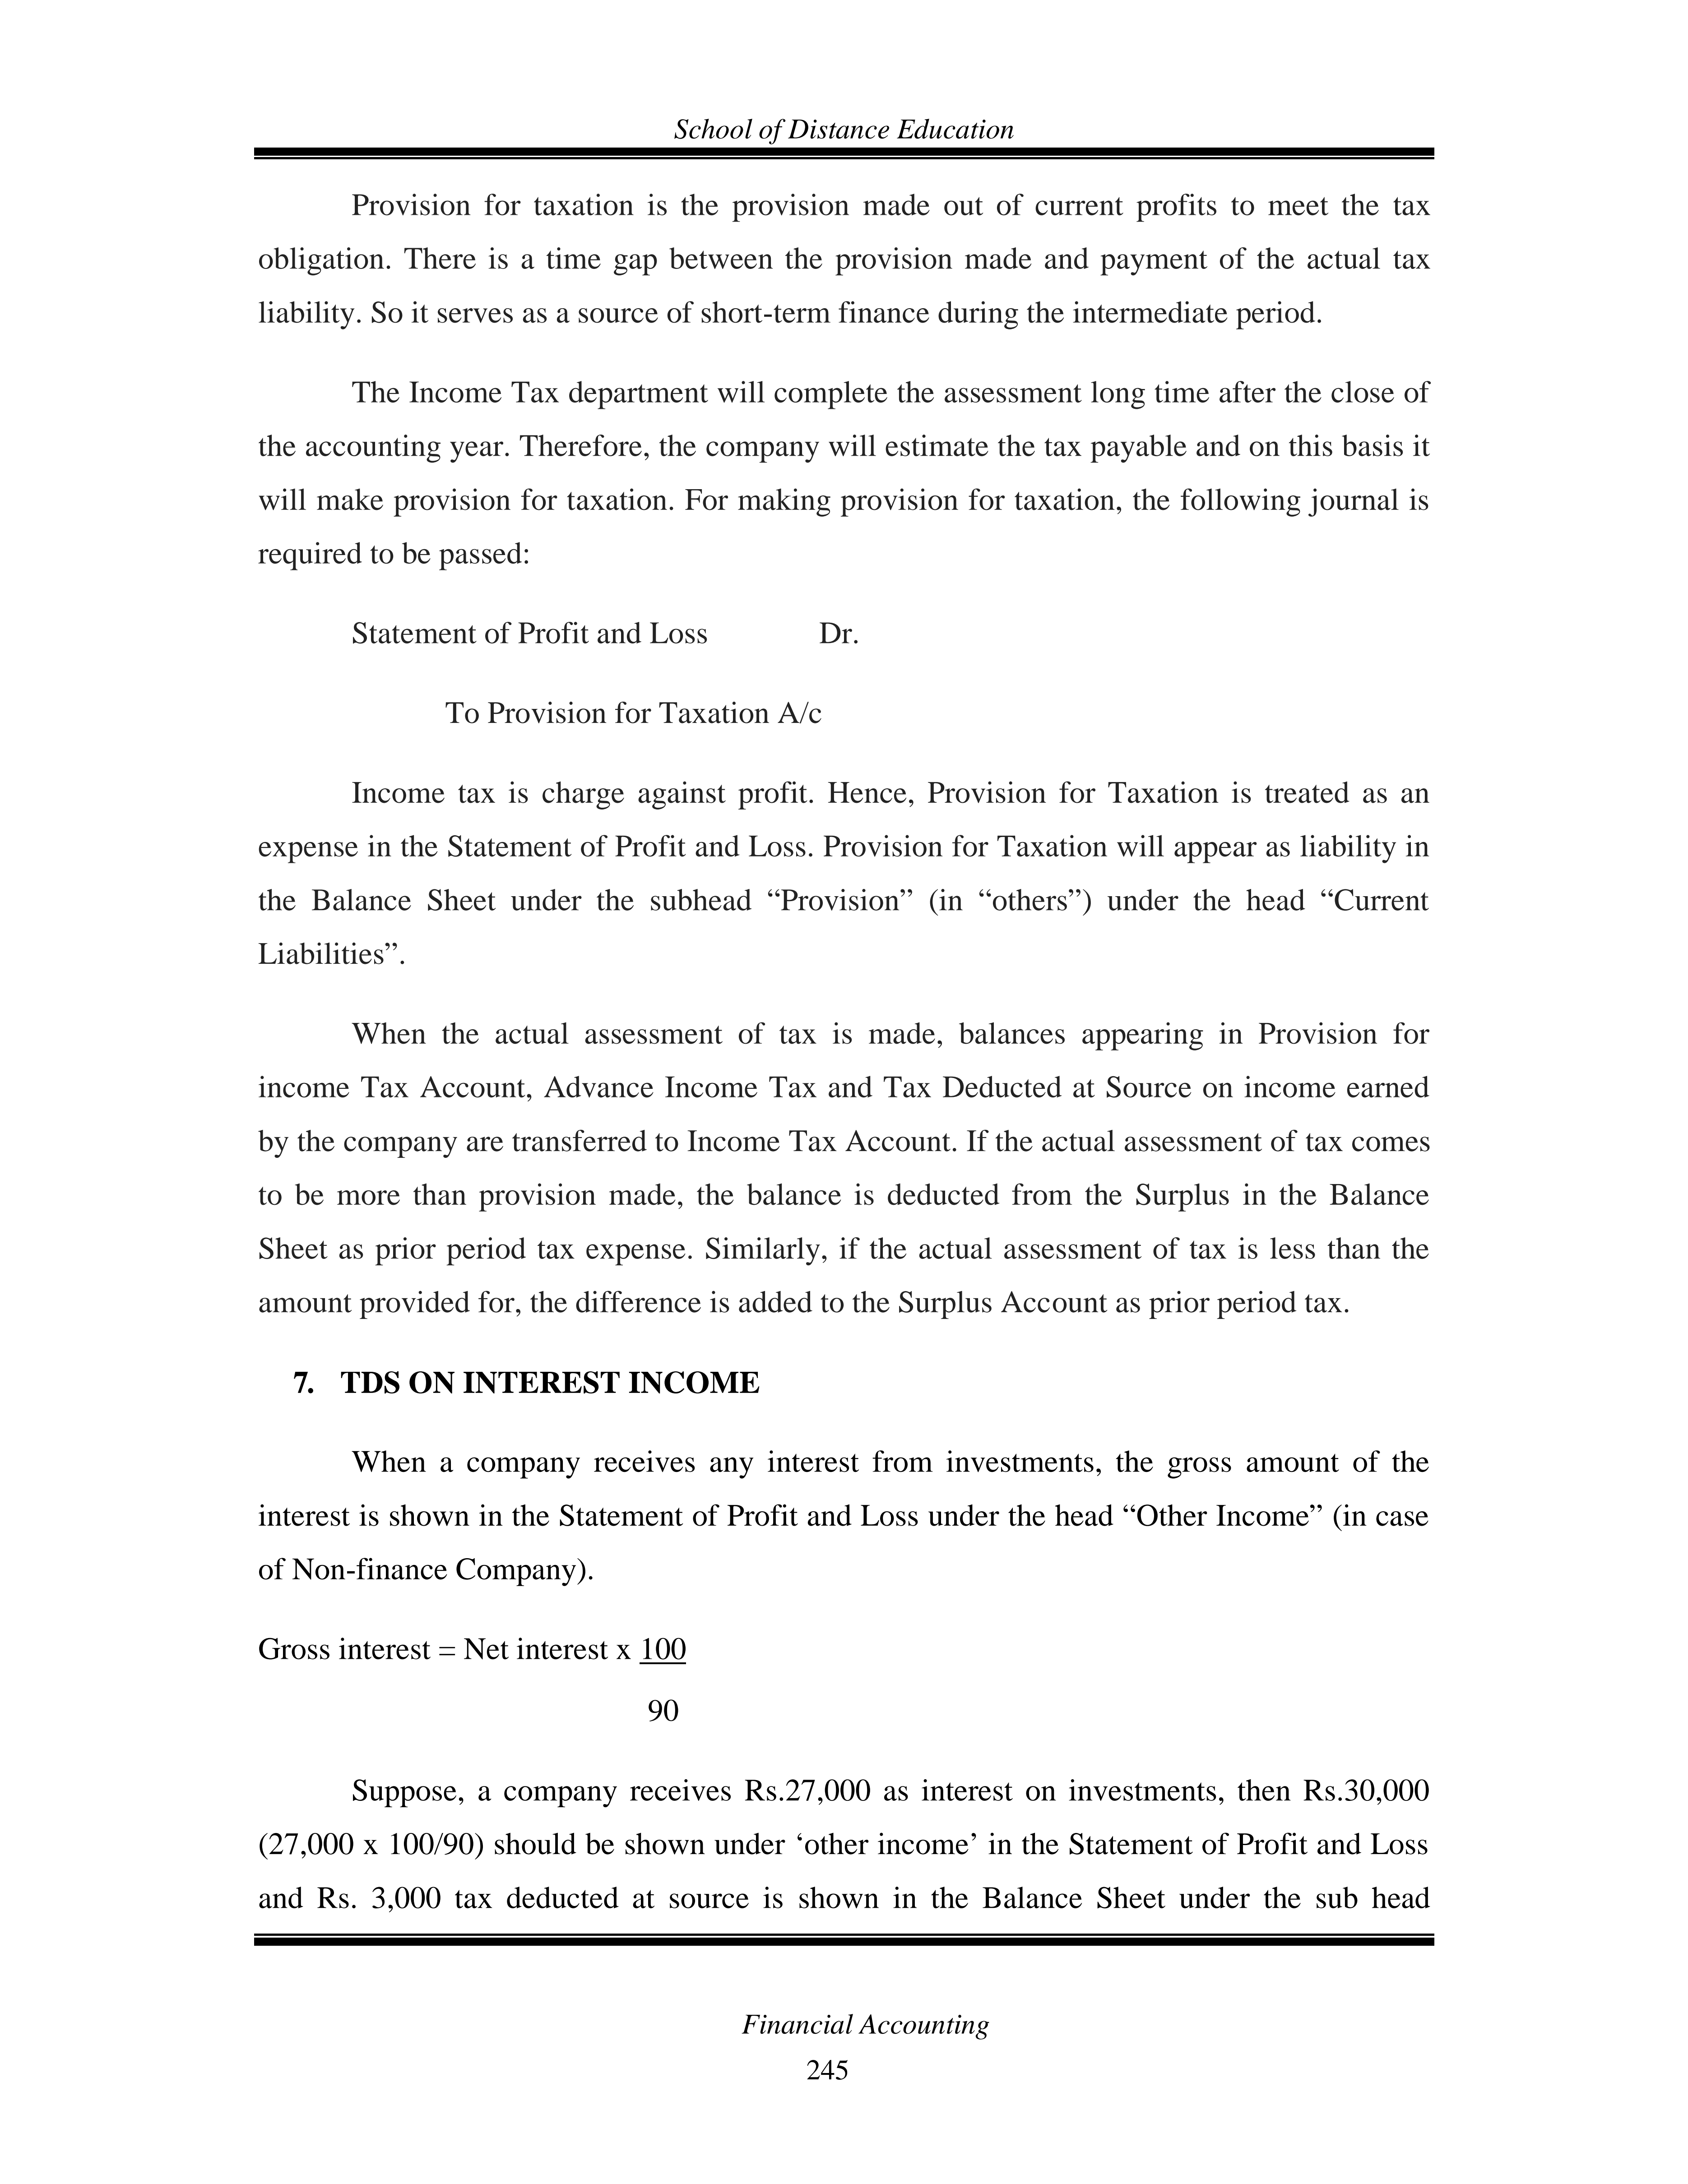 School of Distance Education
Provision for taxation is the provision made out of current profits to meet the tax
obligation. There is a time gap between the provision made and payment of the actual tax
liability. So it serves as a source of short-term finance during the intermediate period.
The Income Tax department will complete the assessment long time after the close of
the accounting year. Therefore, the company will estimate the tax payable and on this basis it
will make provision for taxation. For making provision for taxation, the following journal is
required to be passed:
Statement of Profit and Loss Dr.
To Provision for Taxation A/c
Income tax is charge against profit. Hence, Provision for Taxation is treated as an
expense in the Statement of Profit and Loss. Provision for Taxation will appear as liability in
the Balance Sheet under the subhead “Provision” (in “others”) under the head “Current
Liabilities”.
When the actual assessment of tax is made, balances appearing in Provision for
income Tax Account, Advance Income Tax and Tax Deducted at Source on income earned
by the company are transferred to Income Tax Account. If the actual assessment of tax comes
to be more than provision made, the balance is deducted from the Surplus in the Balance
Sheet as prior period tax expense. Similarly, if the actual assessment of tax is less than the
amount provided for, the difference is added to the Surplus Account as prior period tax.
7. TDS ON INTEREST INCOME
When a company receives any interest from investments, the gross amount of the
interest is shown in the Statement of Profit and Loss under the head “Other Income” (in case
of Non-finance Company).
Gross interest = Net interest x 100
90
Suppose, a company receives Rs.27,000 as interest on investments, then Rs.30,000
(27,000 x 100/90) should be shown under ‘other income’ in the Statement of Profit and Loss
and Rs. 3,000 tax deducted at source is shown in the Balance Sheet under the sub head
Financial Accounting
245